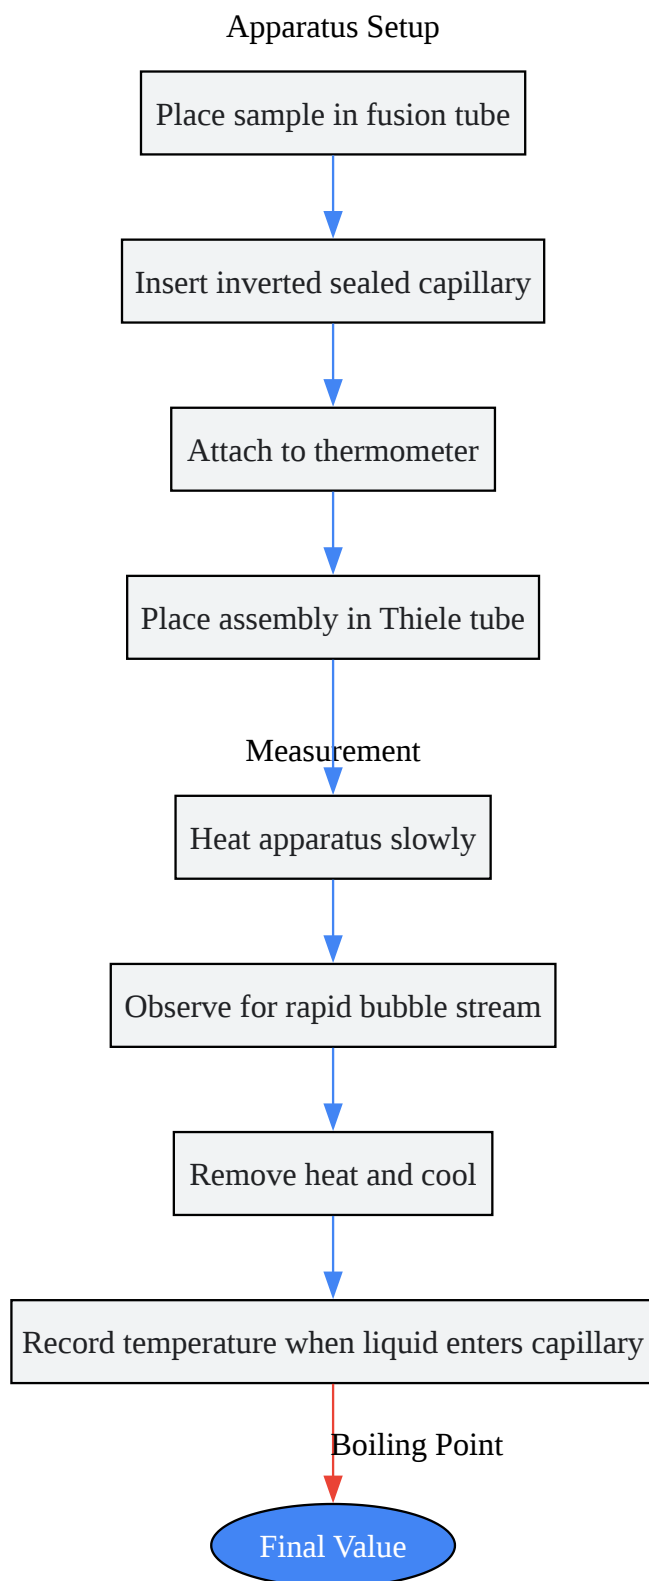 Apparatus Setup
Place sample in fusion tube
Insert inverted sealed capillary
Attach to thermometer
Place assembly in Thiele tube
Measurement
Heat apparatus slowly
Observe for rapid bubble stream
Remove heat and cool
Record temperature when liquid enters capillary
Boiling Point
Final Value